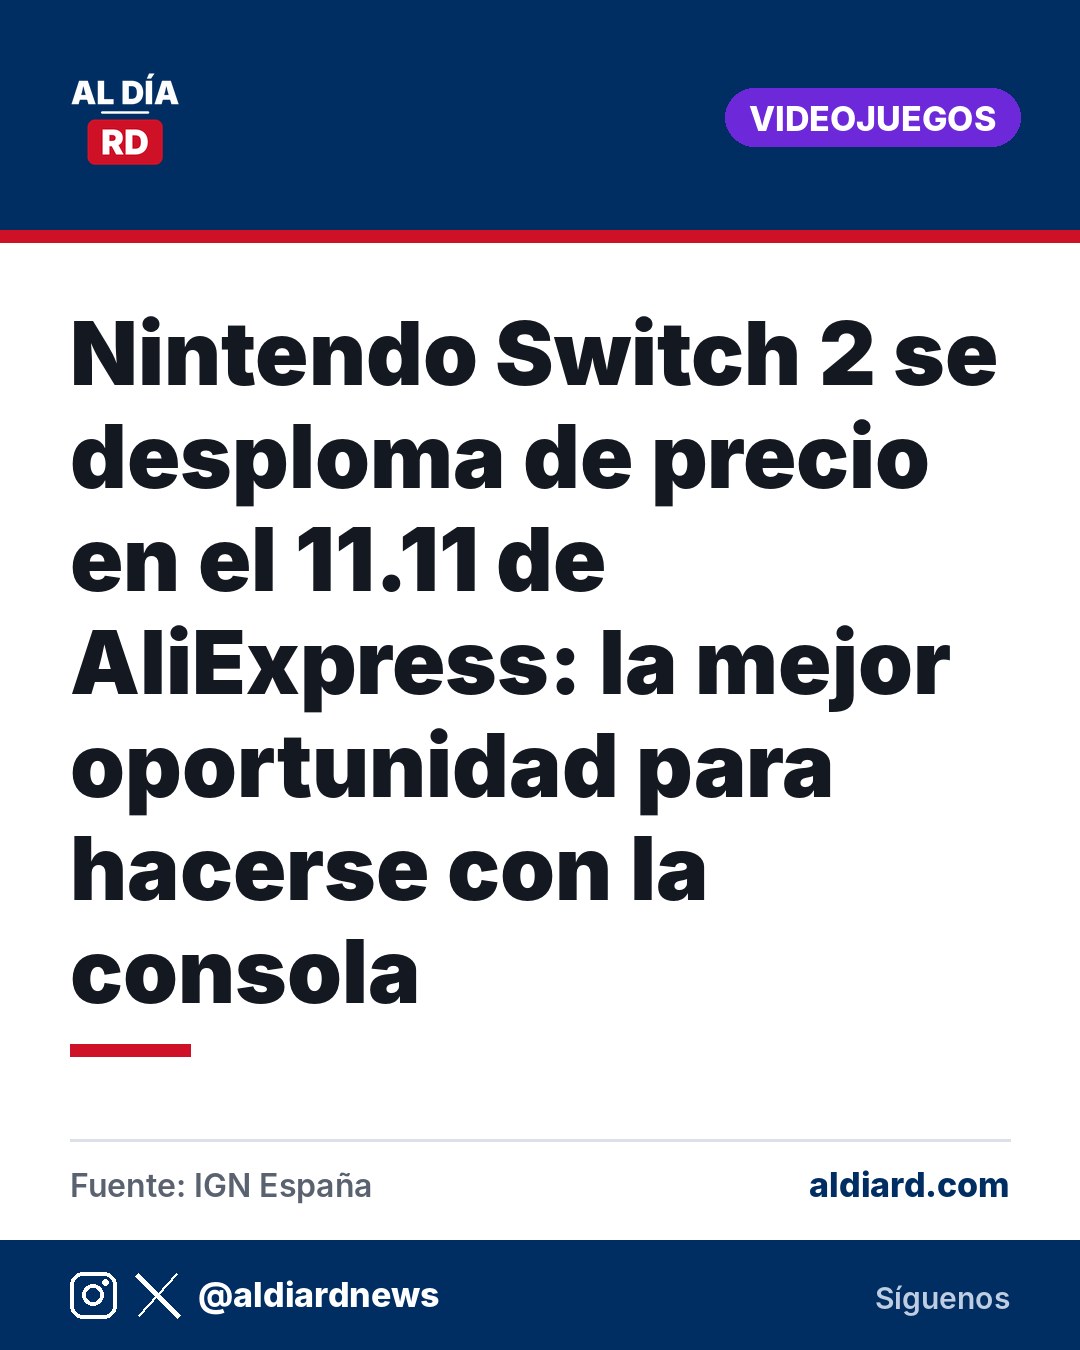 AL DÍA
RD
VIDEOJUEGOS
Nintendo Switch 2 se
desploma de precio
en el 11.11 de
AliExpress: la mejor
oportunidad para
hacerse con la
consola
Fuente: IGN España
aldiard.com
@aldiardnews
Síguenos